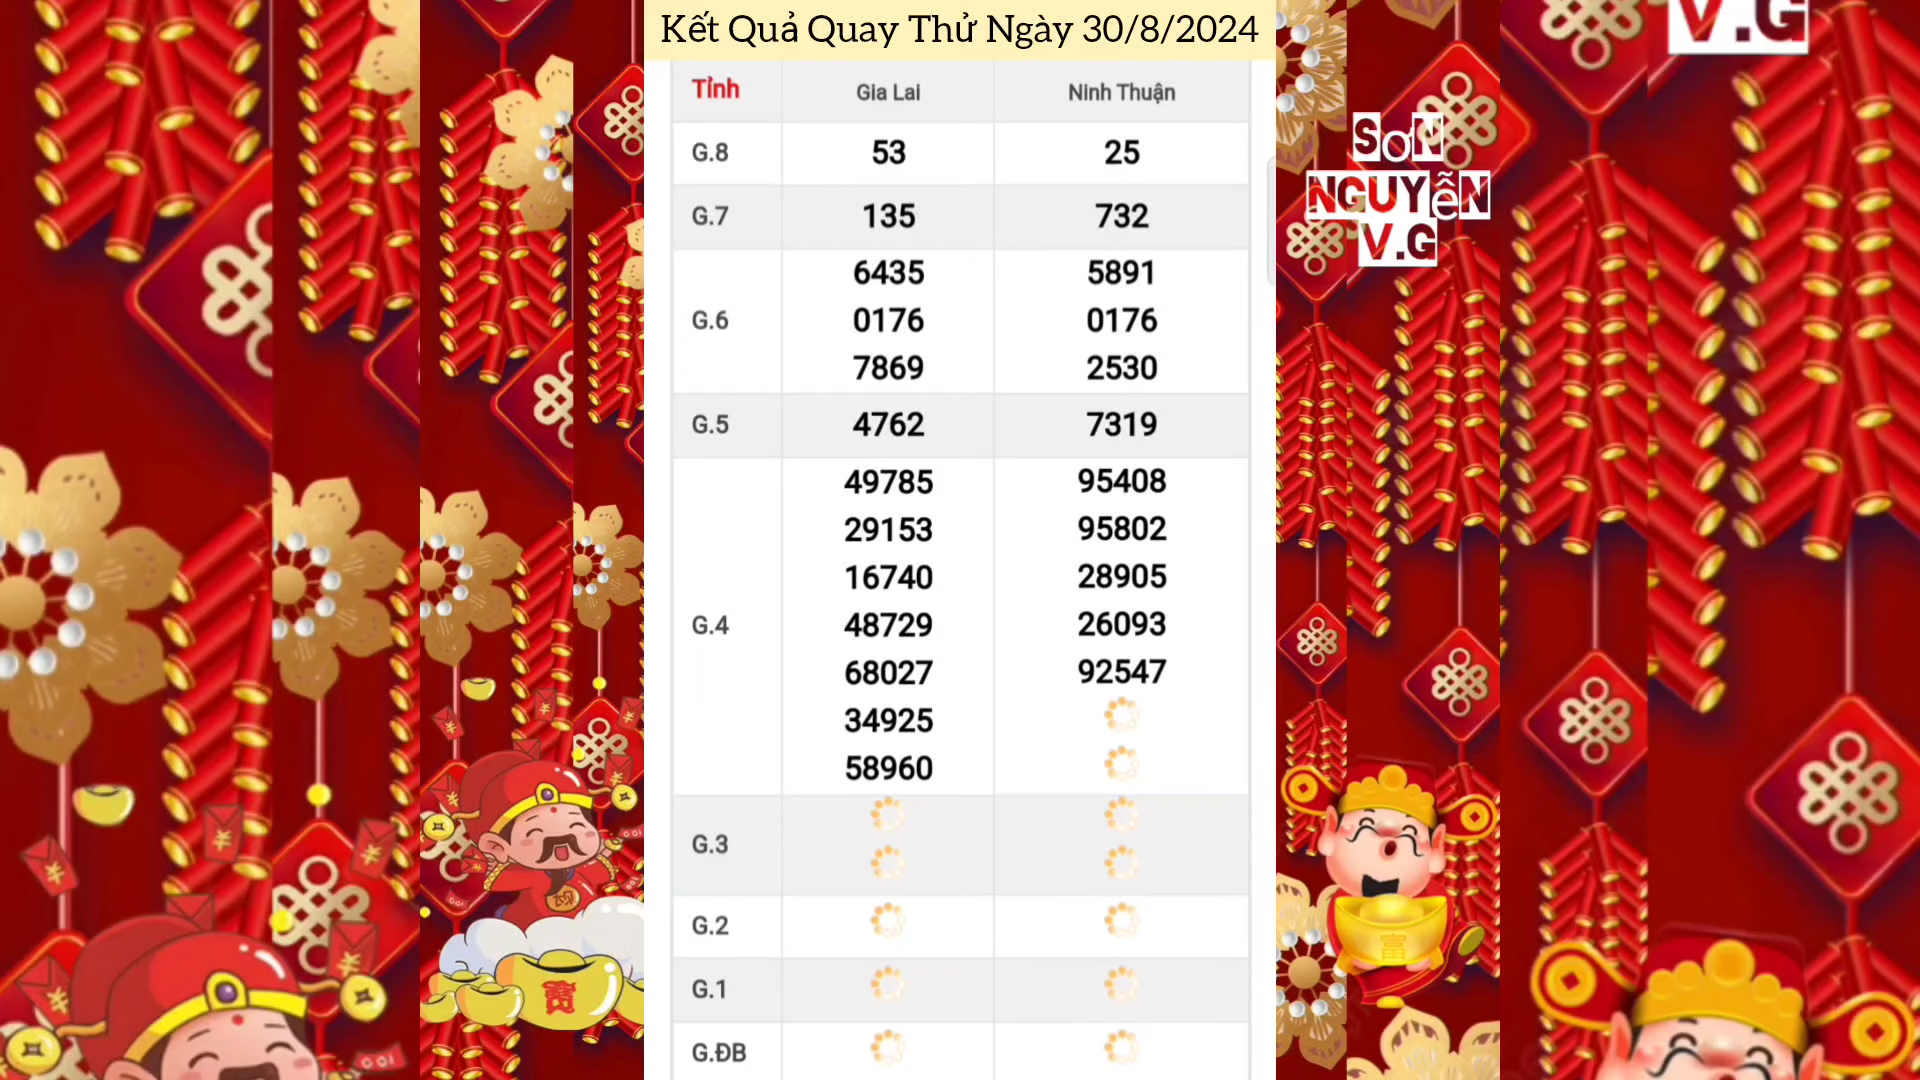 Kết Quả Quay Thử Ngày 30/8/2024
Tỉnh Gia Lai Ninh Thuận
G.8 53 25
G.7 135 732
G.6 6435 5891
0176 0176
7869 2530
G.5 4762 7319
G.4 49785 95408
29153 95802
16740 28905
48729 26093
68027 92547
34925
58960
G.3
G.2
G.1
G.ĐB
V.G
SơN
NGUYễN
V.G
富